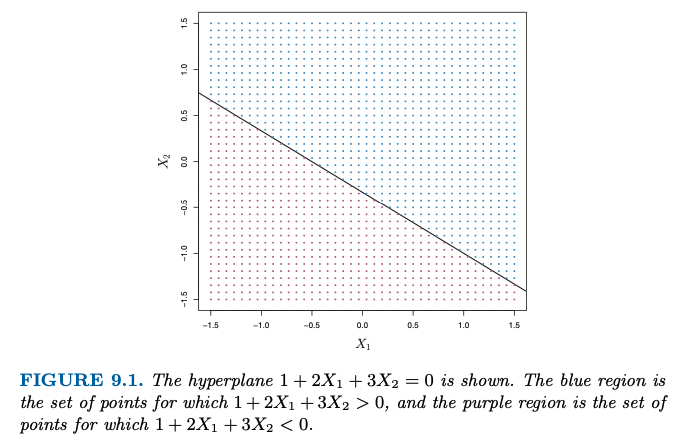 1.5
1.0
0.5
0.0
−0.5
−1.0
−1.5
X₂
−1.5 −1.0 −0.5 0.0 0.5 1.0 1.5
X₁
FIGURE 9.1. The hyperplane 1 + 2X₁ + 3X₂ = 0 is shown. The blue region is
the set of points for which 1 + 2X₁ + 3X₂ > 0, and the purple region is the set of
points for which 1 + 2X₁ + 3X₂ < 0.